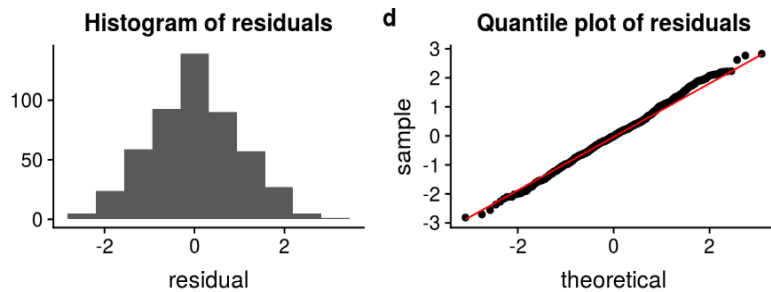 Histogram of residuals
100
50
0
-2
0
2
residual
d
Quantile plot of residuals
sample
3
2
1
0
-1
-2
-3
-2
0
2
theoretical